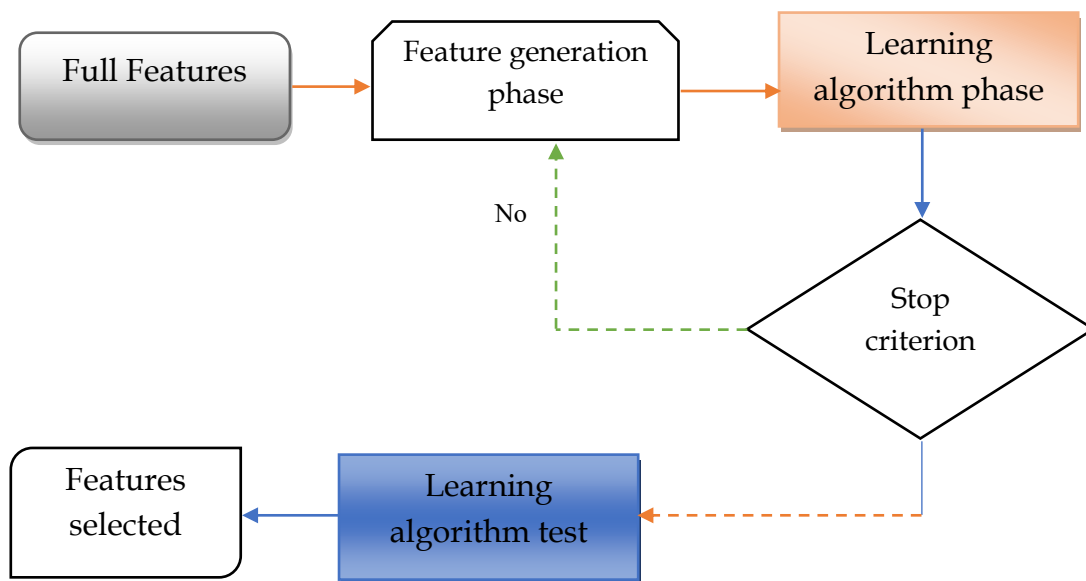 Full Features
Feature generation
phase
Learning
algorithm phase
No
Stop
criterion
Features
selected
Learning
algorithm test